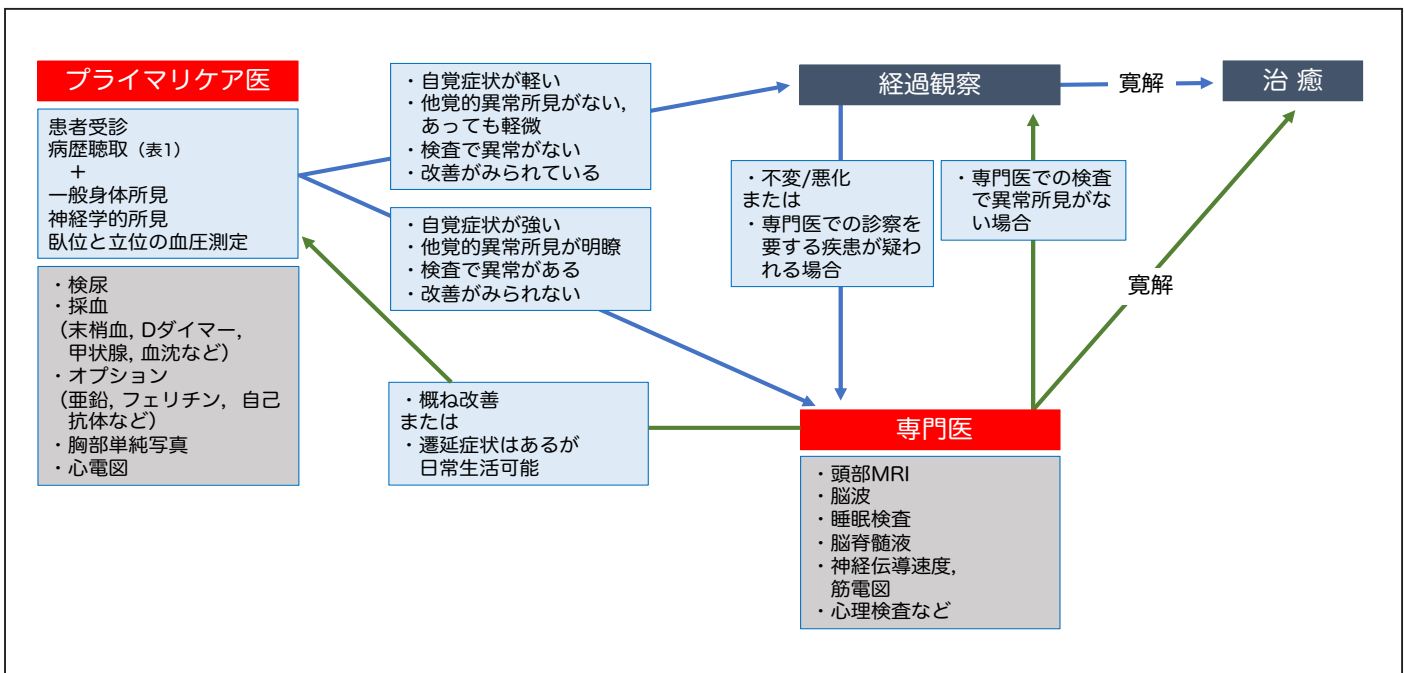 プライマリケア医
患者受診
病歴聴取（表1）
＋
一般身体所見
神経学的所見
臥位と立位の血圧測定
・検尿
・採血
（末梢血, Dダイマー,
甲状腺, 血沈など）
・オプション
（亜鉛, フェリチン, 自己
抗体など）
・胸部単純写真
・心電図
・自覚症状が軽い
・他覚的異常所見がない,
あっても軽微
・検査で異常がない
・改善がみられている
・自覚症状が強い
・他覚的異常所見が明瞭
・検査で異常がある
・改善がみられない
・概ね改善
または
・遷延症状はあるが
日常生活可能
経過観察
寛解
治 癒
・不変/悪化
または
・専門医での診察を
要する疾患が疑わ
れる場合
・専門医での検査
で異常所見がな
い場合
寛解
専門医
・頭部MRI
・脳波
・睡眠検査
・脳脊髄液
・神経伝導速度,
筋電図
・心理検査など